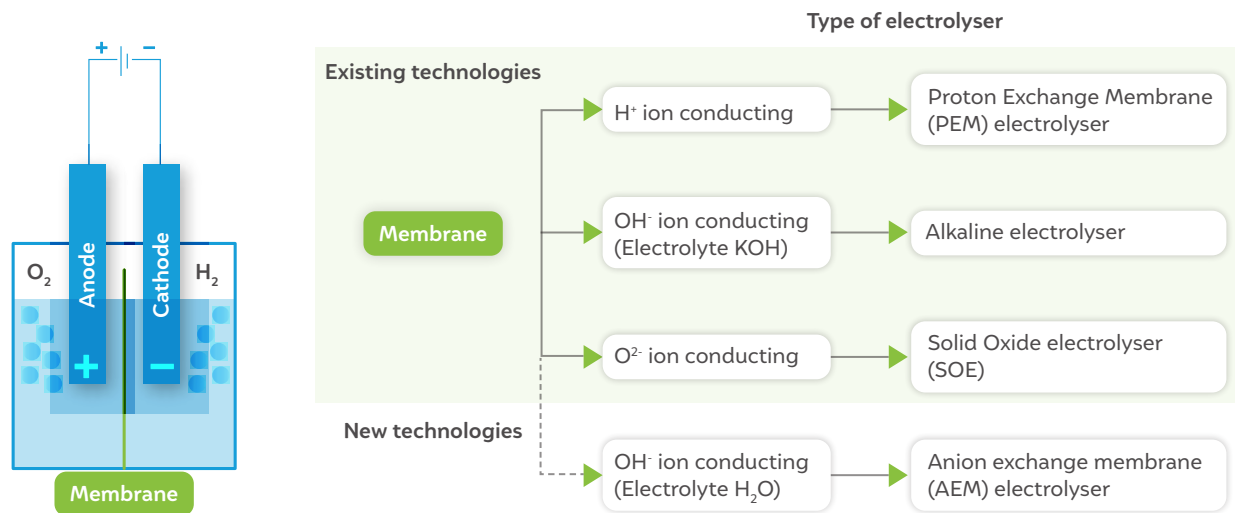 Type of electrolyser
+ −
Existing technologies
H⁺ ion conducting
Proton Exchange Membrane
(PEM) electrolyser
Membrane
OH⁻ ion conducting
(Electrolyte KOH)
Alkaline electrolyser
O₂
Anode
Cathode
H₂
+
−
O²⁻ ion conducting
Solid Oxide electrolyser
(SOE)
New technologies
OH⁻ ion conducting
(Electrolyte H₂O)
Anion exchange membrane
(AEM) electrolyser
Membrane